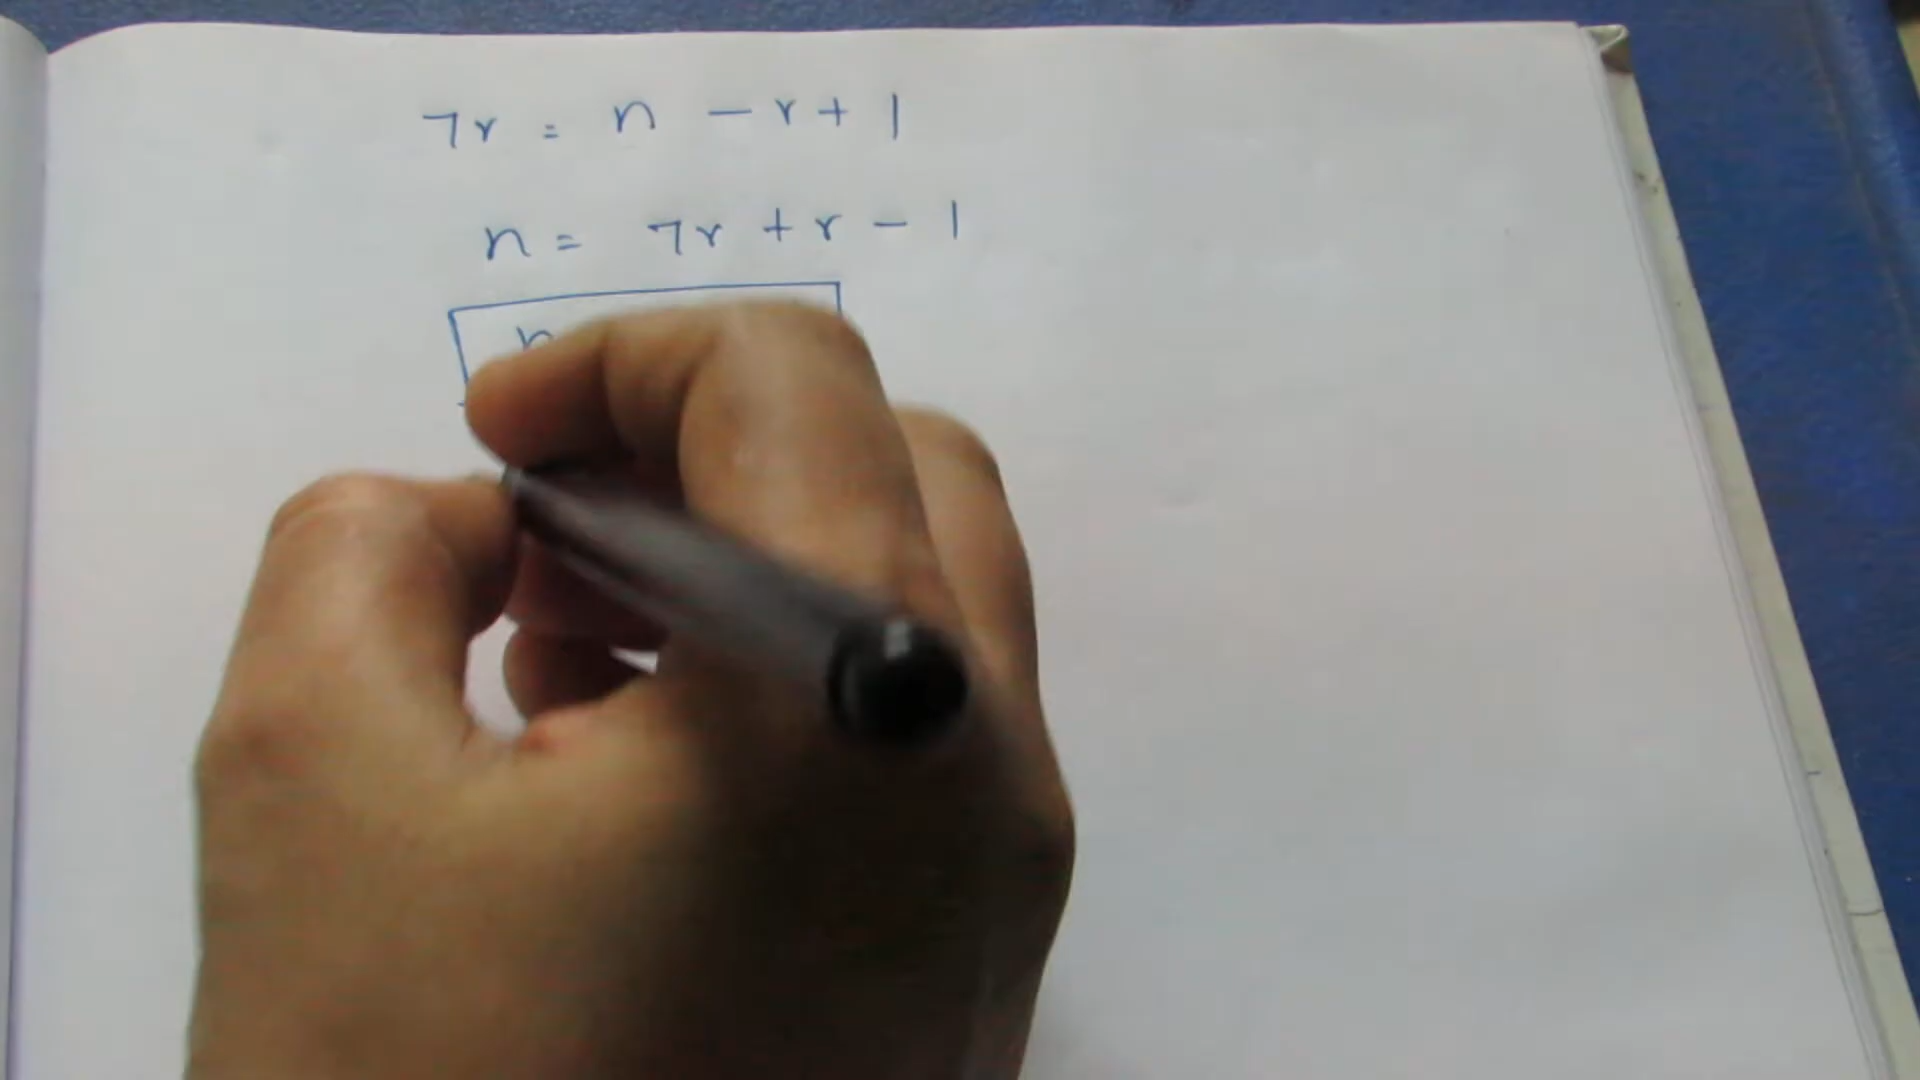 7r = n - r + 1
n = 7r + r - 1
n